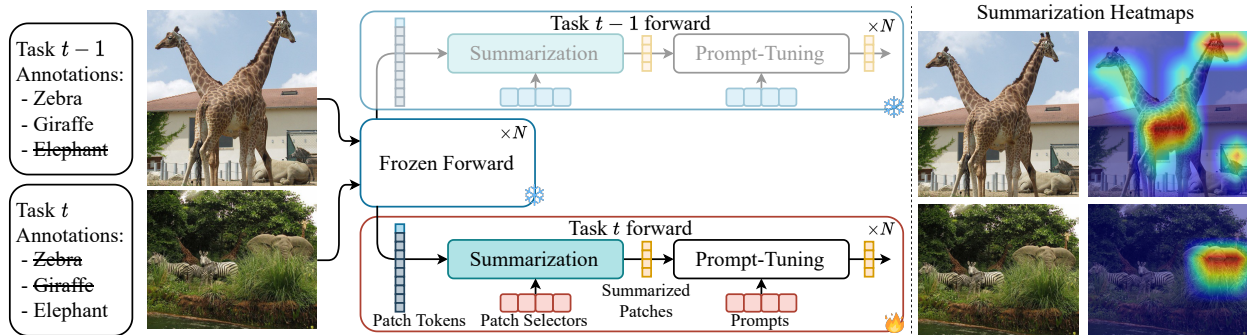 Task t − 1
Annotations:
- Zebra
- Giraffe
- Elephant
Task t
Annotations:
- Zebra
- Giraffe
- Elephant
Frozen Forward
×N
Task t − 1 forward
×N
Summarization
Prompt-Tuning
Task t forward
×N
Summarization
Prompt-Tuning
Patch Tokens
Patch Selectors
Summarized
Patches
Prompts
Summarization Heatmaps